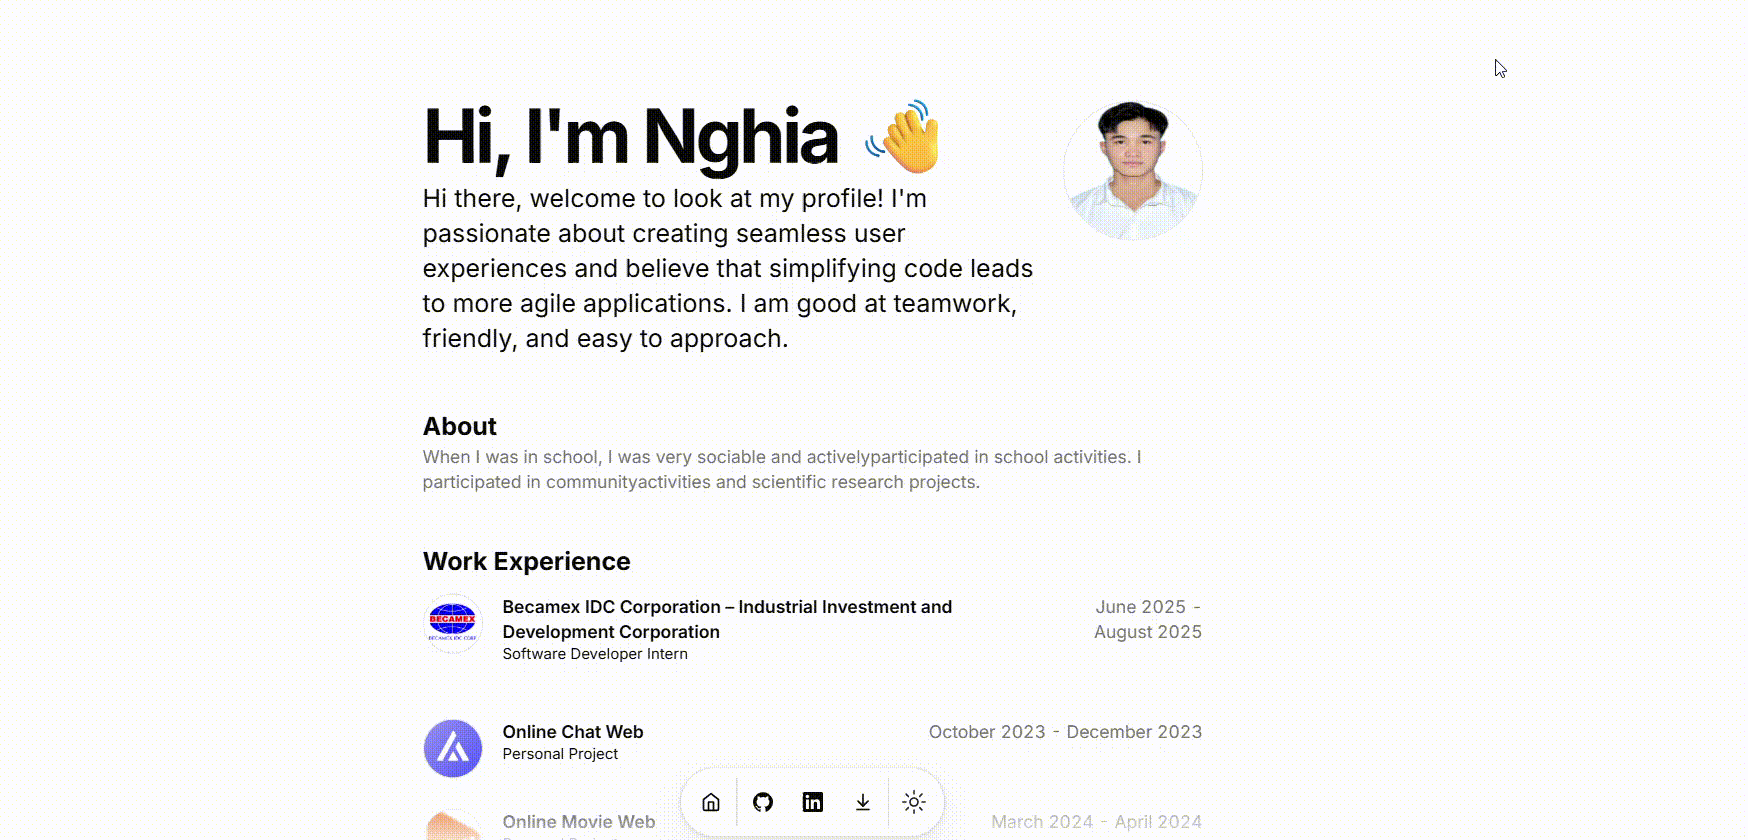 Hi, I'm Nghia 👋
Hi there, welcome to look at my profile! I'm
passionate about creating seamless user
experiences and believe that simplifying code leads
to more agile applications. I am good at teamwork,
friendly, and easy to approach.
About
When I was in school, I was very sociable and activelyparticipated in school activities. I
participated in communityactivities and scientific research projects.
Work Experience
BECAMEX
BECAMEX IDC CORP
Becamex IDC Corporation – Industrial Investment and
Development Corporation
June 2025 -
August 2025
Software Developer Intern
Online Chat Web
October 2023 - December 2023
Personal Project
Online Movie Web
March 2024 - April 2024
in